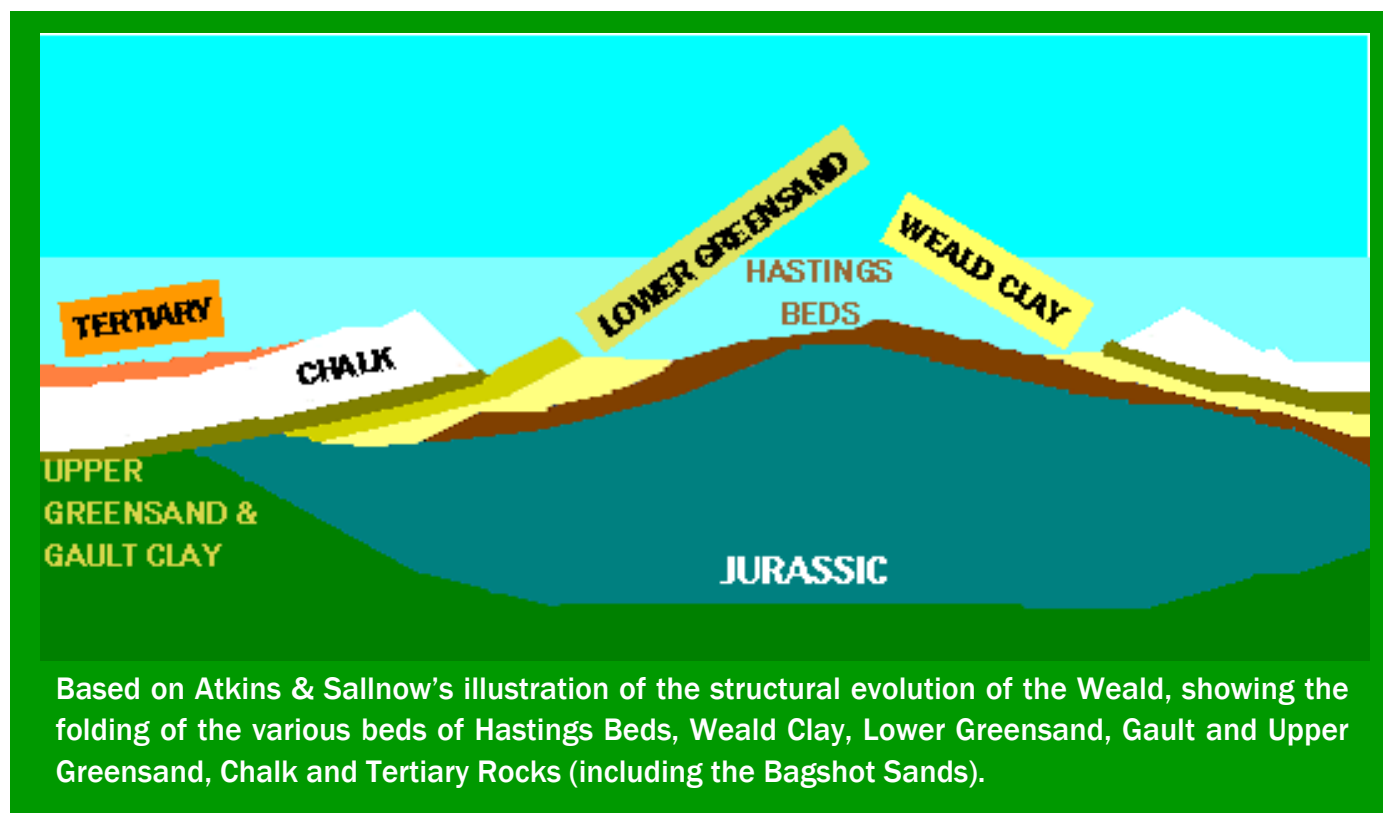 LOWER GREENSAND
WEALD CLAY
HASTINGS
BEDS
TERTIARY
CHALK
UPPER
GREENSAND &
GAULT CLAY
JURASSIC
Based on Atkins & Sallnow’s illustration of the structural evolution of the Weald, showing the
folding of the various beds of Hastings Beds, Weald Clay, Lower Greensand, Gault and Upper
Greensand, Chalk and Tertiary Rocks (including the Bagshot Sands).